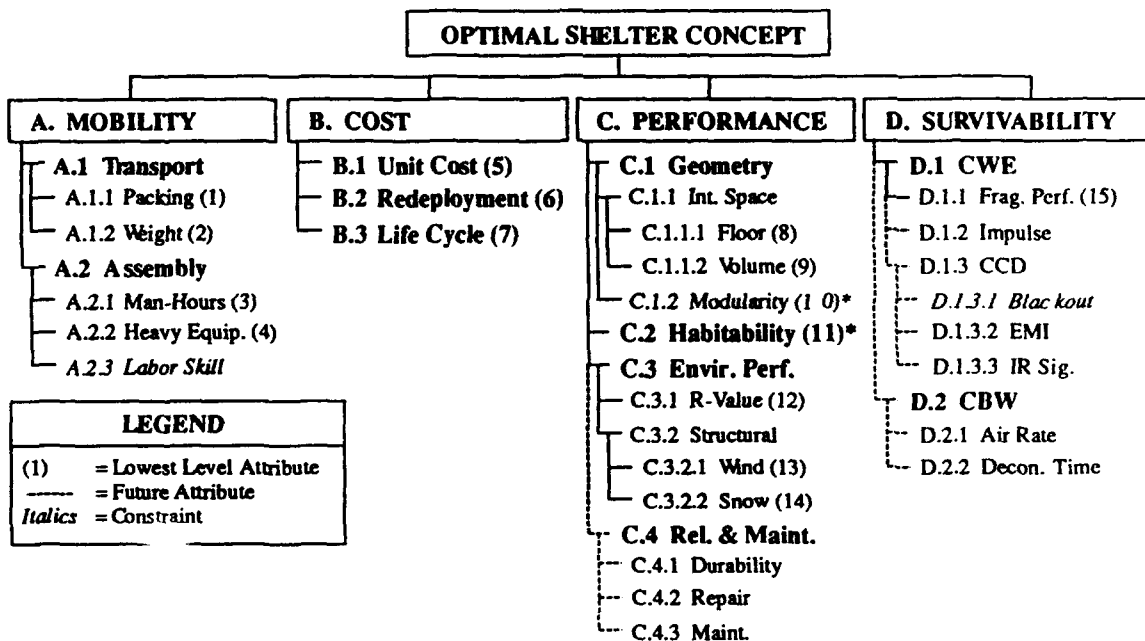 OPTIMAL SHELTER CONCEPT
A. MOBILITY
A.1 Transport
A.1.1 Packing (1)
A.1.2 Weight (2)
A.2 Assembly
A.2.1 Man-Hours (3)
A.2.2 Heavy Equip. (4)
A.2.3 Labor Skill
LEGEND
(1) = Lowest Level Attribute
------ = Future Attribute
Italics = Constraint
B. COST
B.1 Unit Cost (5)
B.2 Redeployment (6)
B.3 Life Cycle (7)
C. PERFORMANCE
C.1 Geometry
C.1.1 Int. Space
C.1.1.1 Floor (8)
C.1.1.2 Volume (9)
C.1.2 Modularity (1 0)*
C.2 Habitability (11)*
C.3 Envir. Perf.
C.3.1 R-Value (12)
C.3.2 Structural
C.3.2.1 Wind (13)
C.3.2.2 Snow (14)
C.4 Rel. & Maint.
C.4.1 Durability
C.4.2 Repair
C.4.3 Maint.
D. SURVIVABILITY
D.1 CWE
D.1.1 Frag. Perf. (15)
D.1.2 Impulse
D.1.3 CCD
D.1.3.1 Blackout
D.1.3.2 EMI
D.1.3.3 IR Sig.
D.2 CBW
D.2.1 Air Rate
D.2.2 Decon. Time